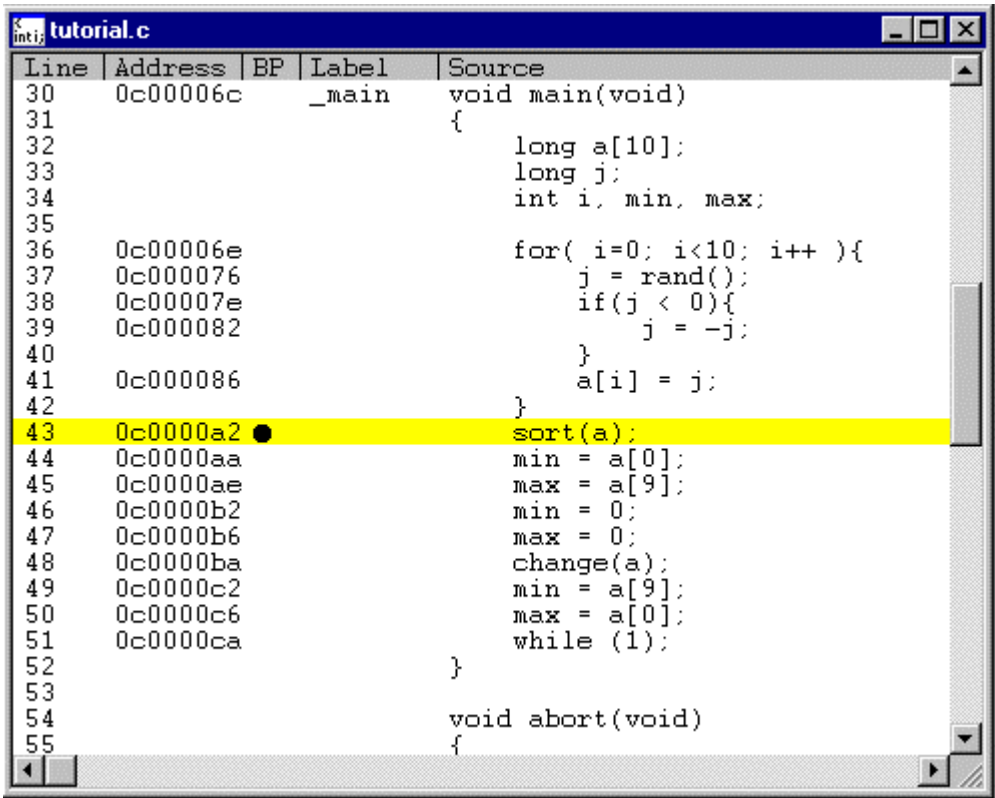 int i; tutorial.c
Line Address BP Label Source
30 0c00006c _main void main(void)
31 {
32 long a[10];
33 long j;
34 int i, min, max;
35
36 0c00006e for( i=0; i<10; i++ ){
37 0c000076 j = rand();
38 0c00007e if(j < 0){
39 0c000082 j = -j;
40 }
41 0c000086 a[i] = j;
42 }
43 0c0000a2 sort(a);
44 0c0000aa min = a[0];
45 0c0000ae max = a[9];
46 0c0000b2 min = 0;
47 0c0000b6 max = 0;
48 0c0000ba change(a);
49 0c0000c2 min = a[9];
50 0c0000c6 max = a[0];
51 0c0000ca while (1);
52 }
53
54 void abort(void)
55 {